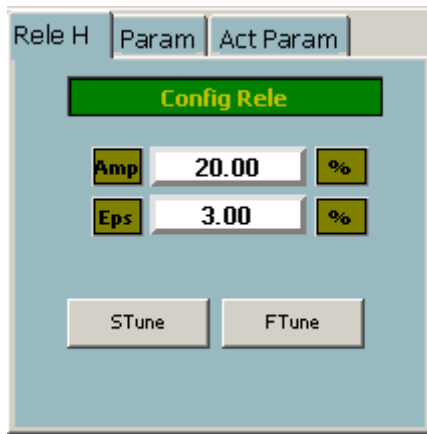 Rele H Param Act Param
Config Rele
Amp 20.00 %
Eps 3.00 %
STune FTune